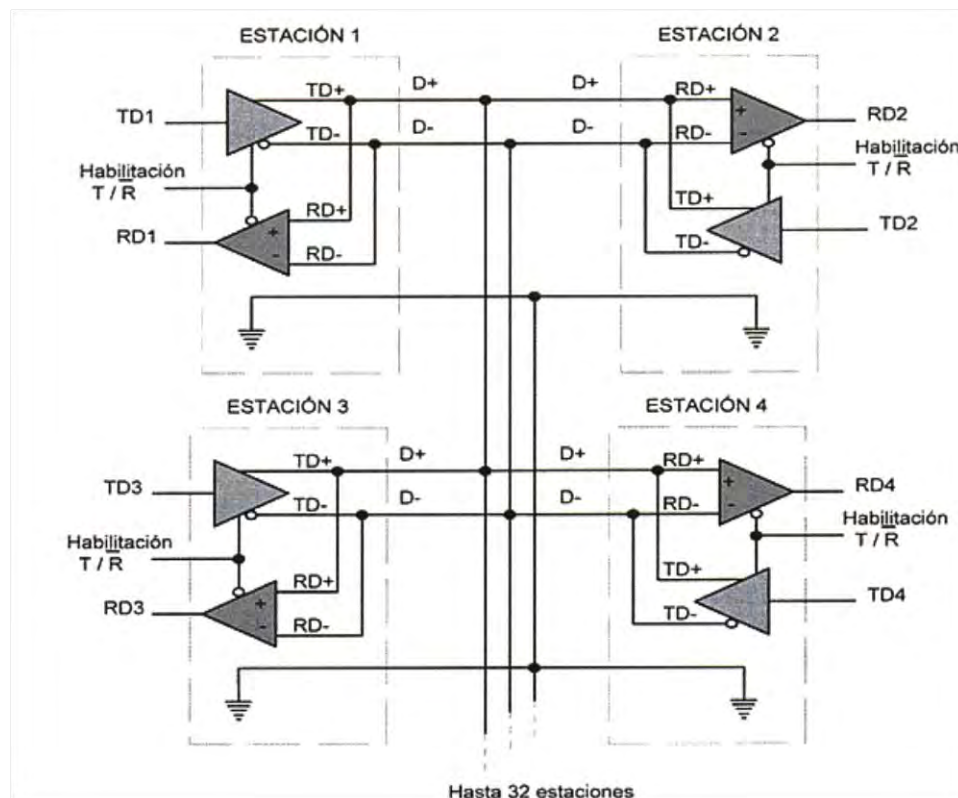 ESTACIÓN 1
ESTACIÓN 2
TD+ D+ D+ RD+
TD1
RD2
TD- D- D- RD-
Habilitación
T / R̅
Habilitación
T / R̅
RD+
TD+
RD1
TD2
RD-
TD-
ESTACIÓN 3
ESTACIÓN 4
TD+ D+ D+ RD+
TD3
RD4
TD- D- D- RD-
Habilitación
T / R̅
Habilitación
T / R̅
RD+
TD+
RD3
TD4
RD-
TD-
+
-
+
-
+
-
+
-
Hasta 32 estaciones